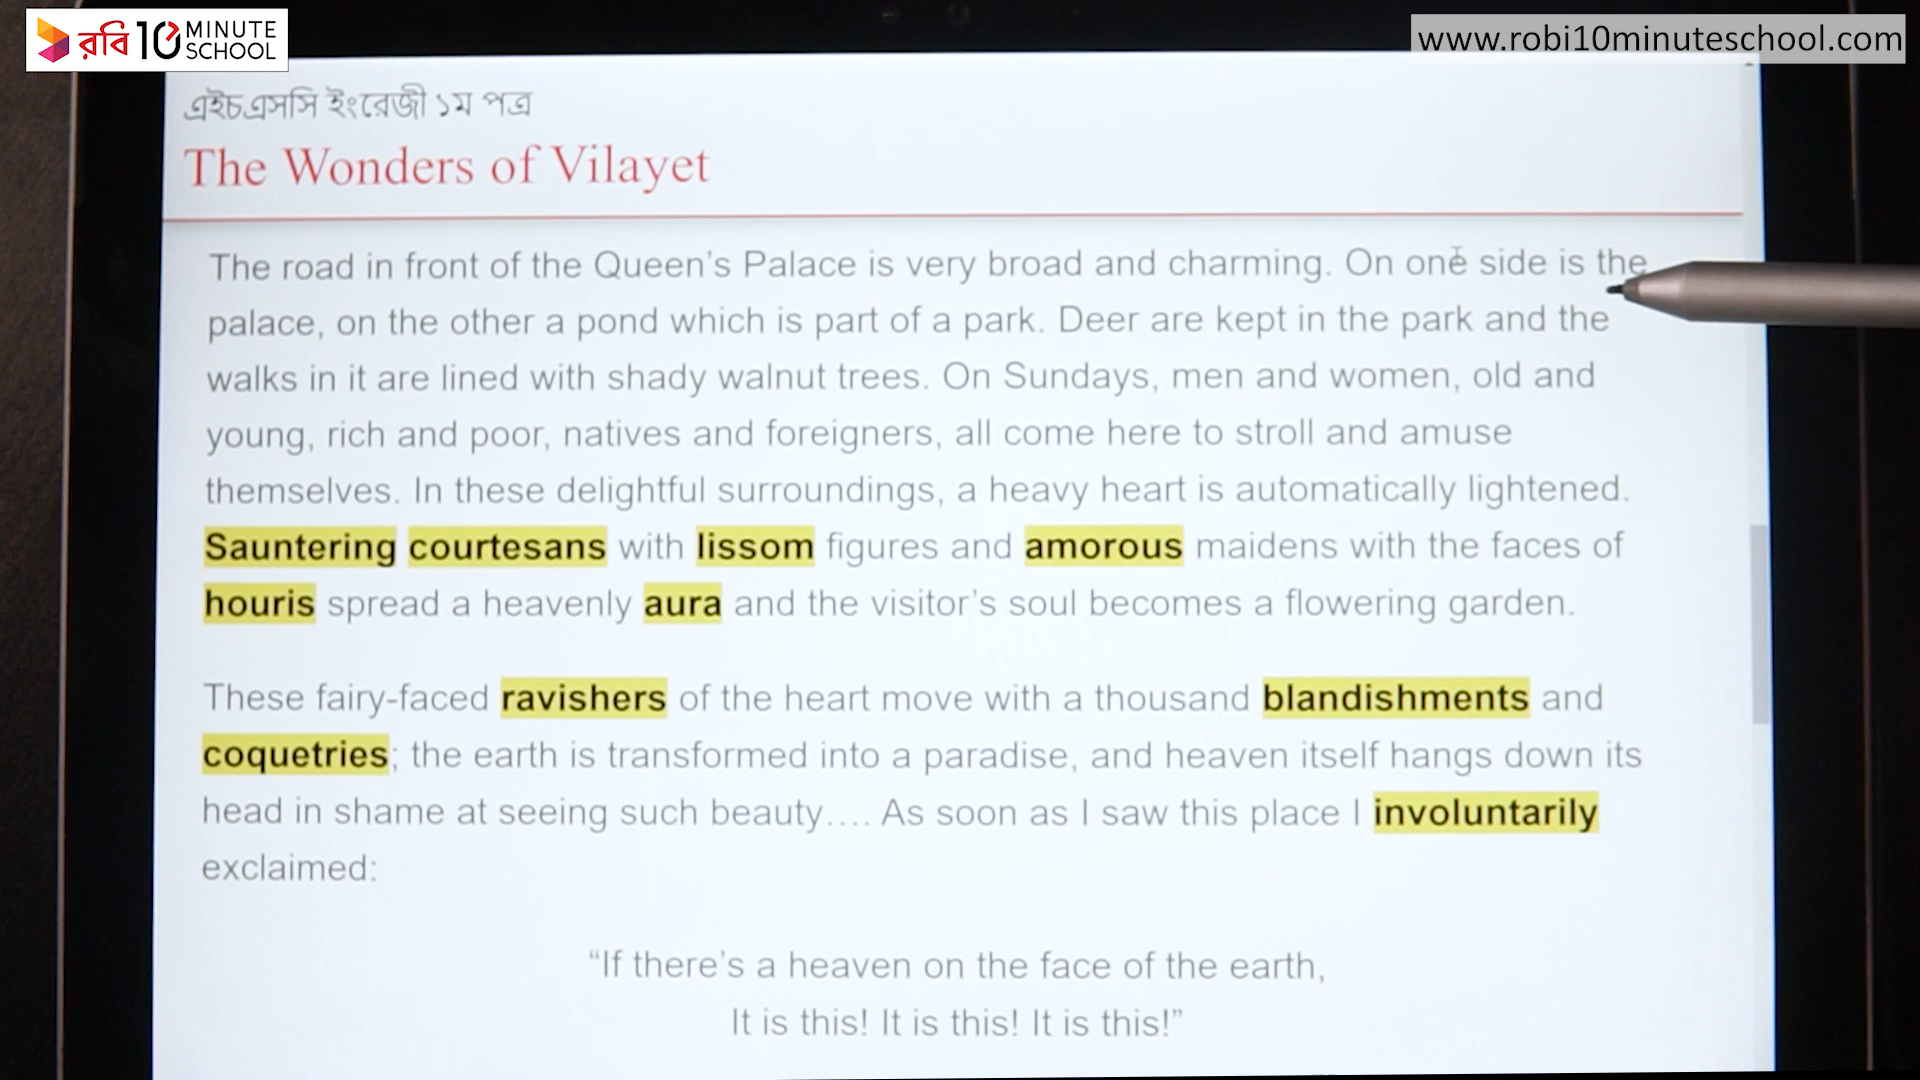 রবি 10 MINUTE SCHOOL
www.robi10minuteschool.com
এইচএসসি ইংরেজী ১ম পত্র
The Wonders of Vilayet
The road in front of the Queen's Palace is very broad and charming. On one side is the
palace, on the other a pond which is part of a park. Deer are kept in the park and the
walks in it are lined with shady walnut trees. On Sundays, men and women, old and
young, rich and poor, natives and foreigners, all come here to stroll and amuse
themselves. In these delightful surroundings, a heavy heart is automatically lightened.
Sauntering courtesans with lissom figures and amorous maidens with the faces of
houris spread a heavenly aura and the visitor's soul becomes a flowering garden.
These fairy-faced ravishers of the heart move with a thousand blandishments and
coquetries; the earth is transformed into a paradise, and heaven itself hangs down its
head in shame at seeing such beauty…. As soon as I saw this place I involuntarily
exclaimed:
“If there's a heaven on the face of the earth,
It is this! It is this! It is this!”